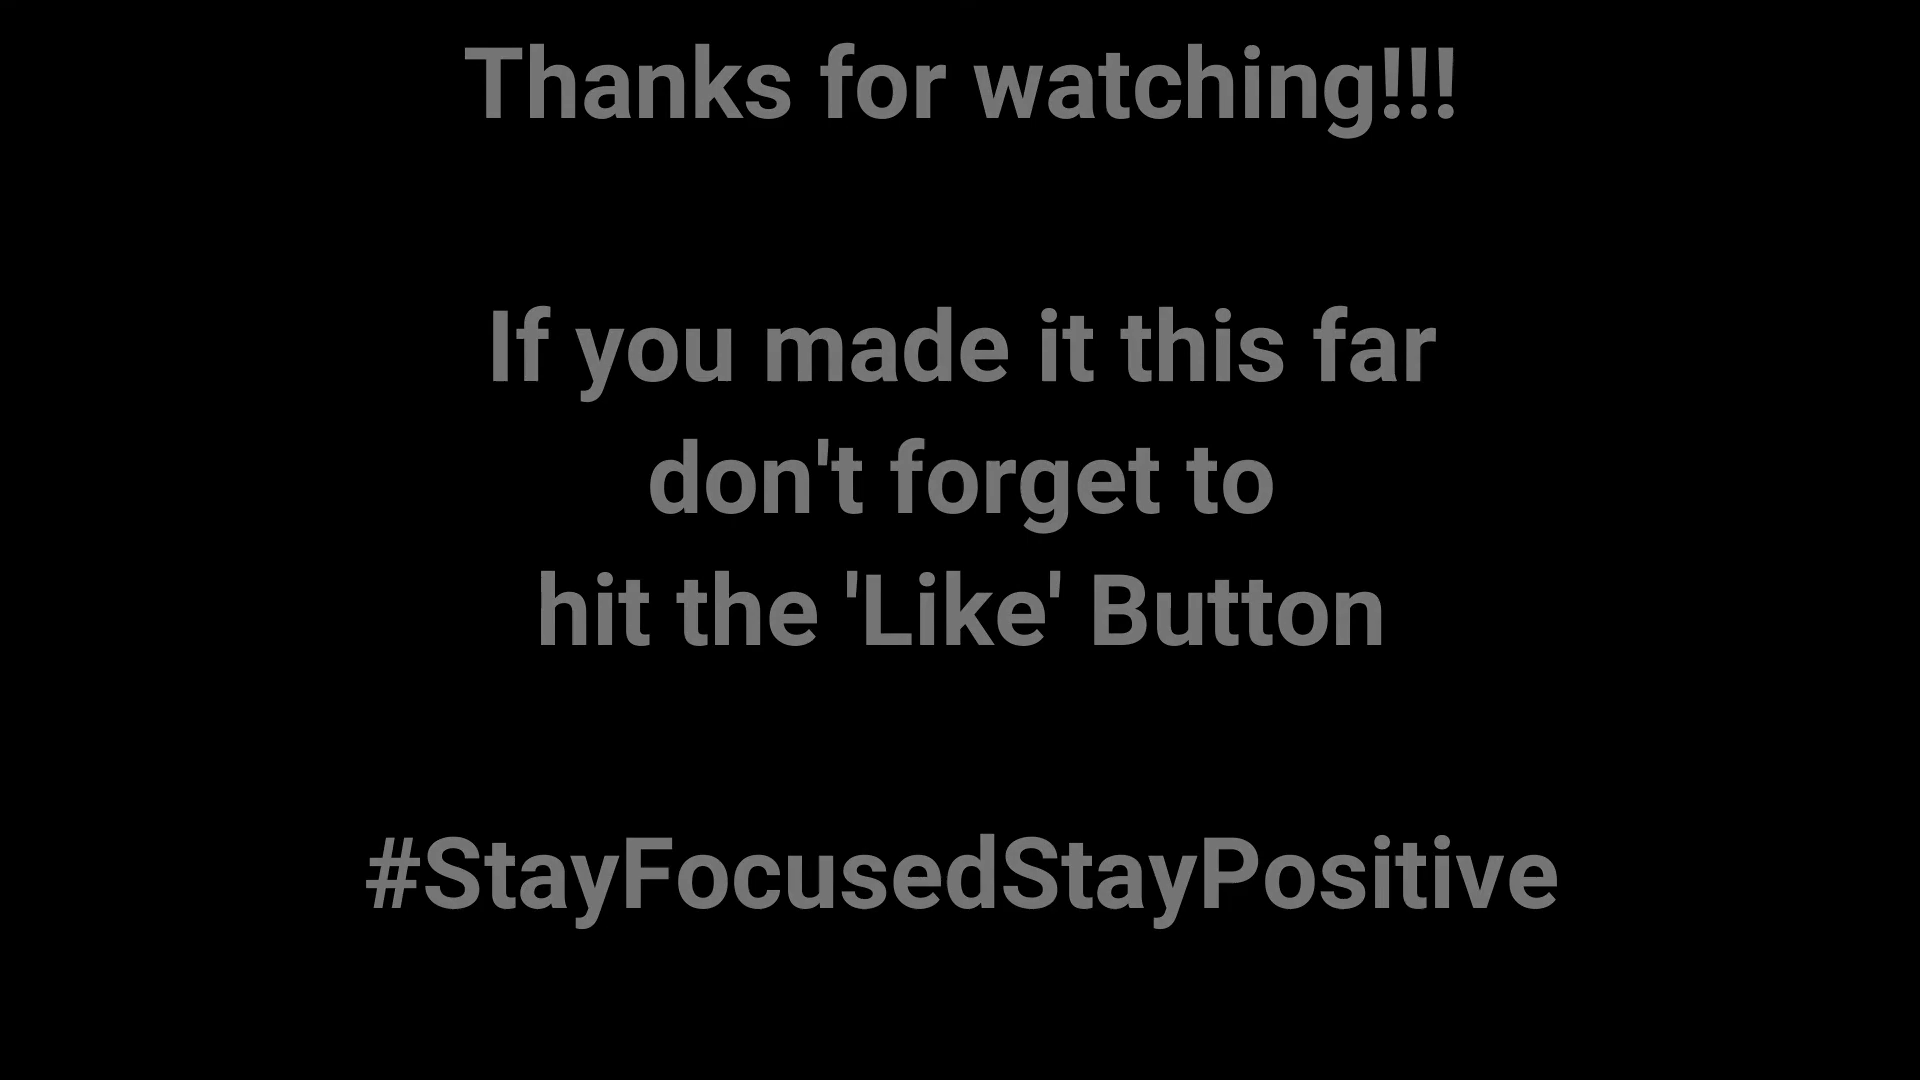 Thanks for watching!!!
If you made it this far
don't forget to
hit the 'Like' Button
#StayFocusedStayPositive